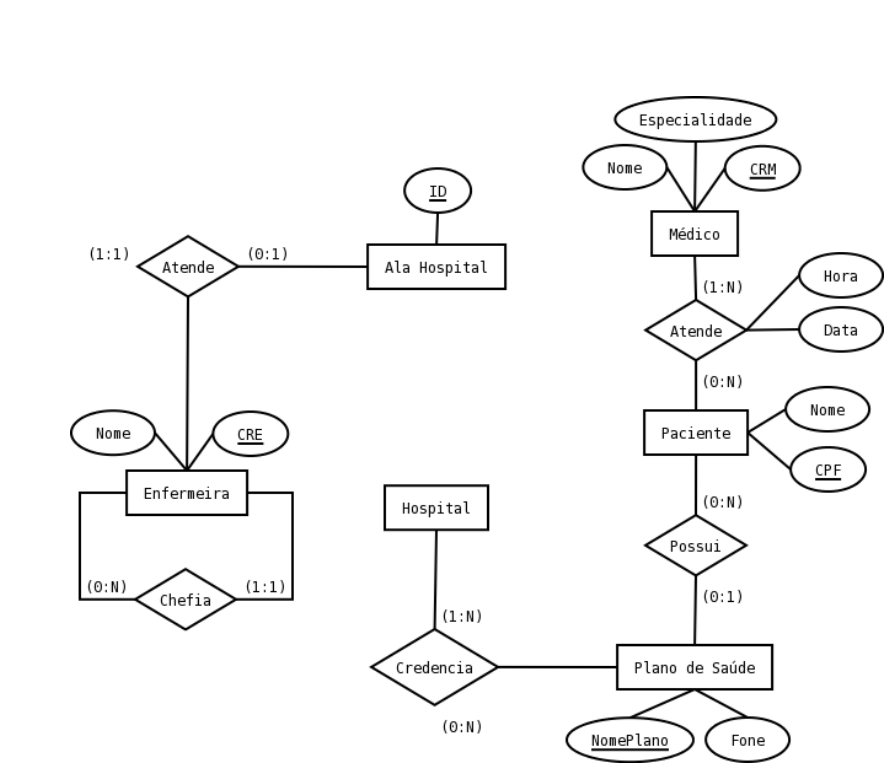 Especialidade
Nome
CRM
ID
Médico
(1:1)
Atende
(0:1)
Ala Hospital
(1:N)
Hora
Atende
Data
(0:N)
Nome
Nome
CRE
Paciente
CPF
Enfermeira
Hospital
(0:N)
Possui
(0:N)
Chefia
(1:1)
(0:1)
(1:N)
Credencia
Plano de Saúde
(0:N)
NomePlano
Fone